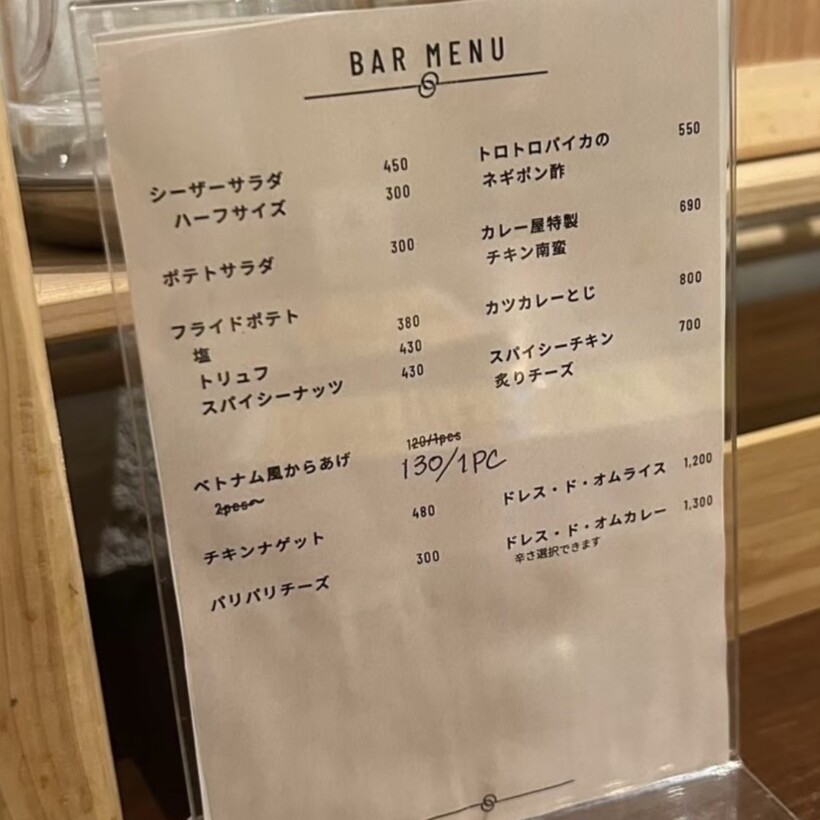 BAR MENU
シーザーサラダ 450
ハーフサイズ 300
ポテトサラダ 300
フライドポテト
塩 380
トリュフ 430
スパイシーナッツ 430
120/1pcs
ベトナム風からあげ 130/1PC
2pcs〜
チキンナゲット 480
パリパリチーズ 300
トロトロパイカの 550
ネギポン酢
カレー屋特製 690
チキン南蛮
カツカレーとじ 800
スパイシーチキン 700
炙りチーズ
ドレス・ド・オムライス 1,200
ドレス・ド・オムカレー 1,300
辛さ選択できます